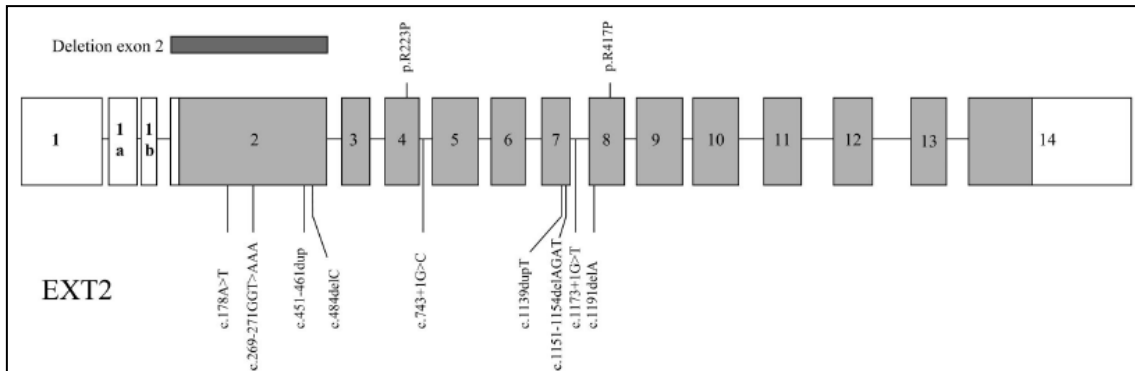 Deletion exon 2
p.R223P
p.R417P
1
1
a
1
b
2
3
4
5
6
7
8
9
10
11
12
13
14
c.178A>T
c.269-271GGT>AAA
c.451-461dup
c.484delC
c.743+1G>C
c.1139dupT
c.1151-1154delAGAT
c.1173+1G>T
c.1191delA
EXT2